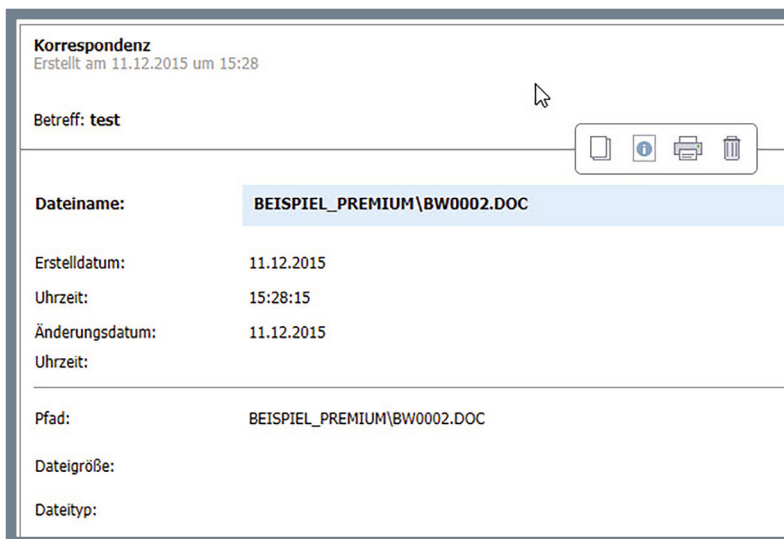 Korrespondenz
Erstellt am 11.12.2015 um 15:28
Betreff: test
Dateiname: BEISPIEL_PREMIUM\BW0002.DOC
Erstelldatum: 11.12.2015
Uhrzeit: 15:28:15
Änderungsdatum: 11.12.2015
Uhrzeit:
Pfad: BEISPIEL_PREMIUM\BW0002.DOC
Dateigröße:
Dateityp: